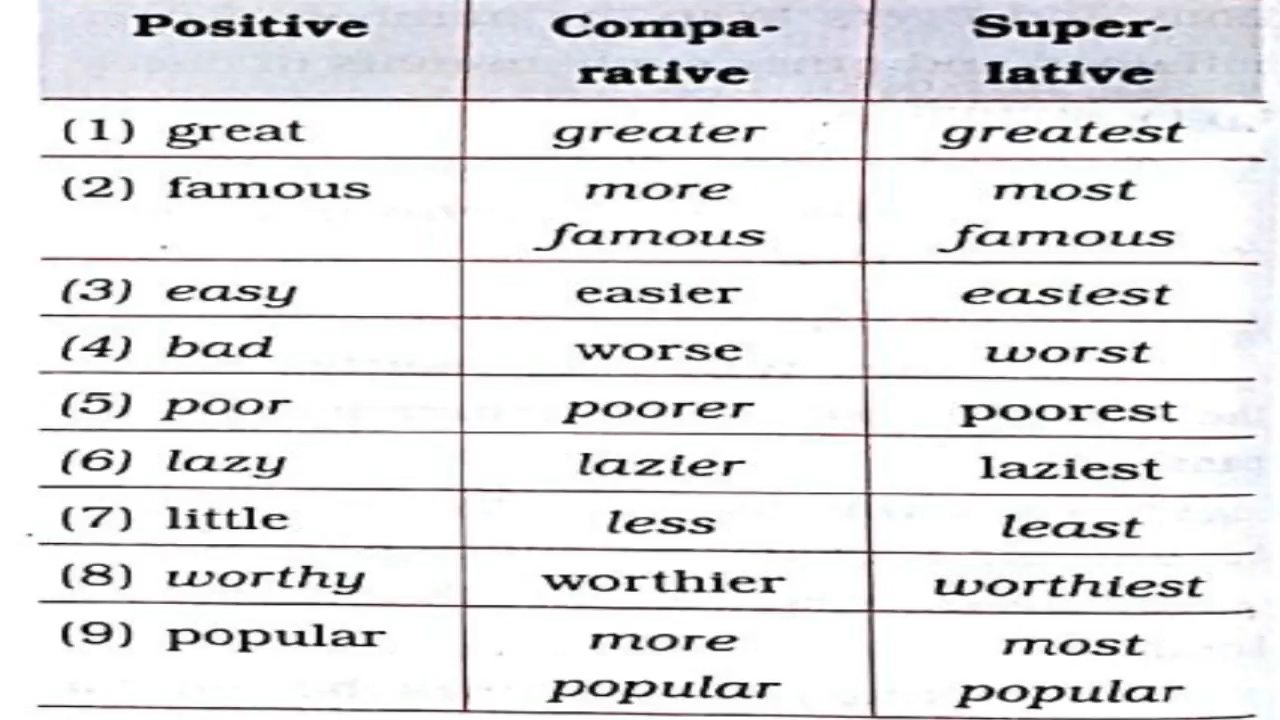 Positive Compa- Super-
rative lative
(1) great greater greatest
(2) famous more most
famous famous
(3) easy easier easiest
(4) bad worse worst
(5) poor poorer poorest
(6) lazy lazier laziest
(7) little less least
(8) worthy worthier worthiest
(9) popular more most
popular popular